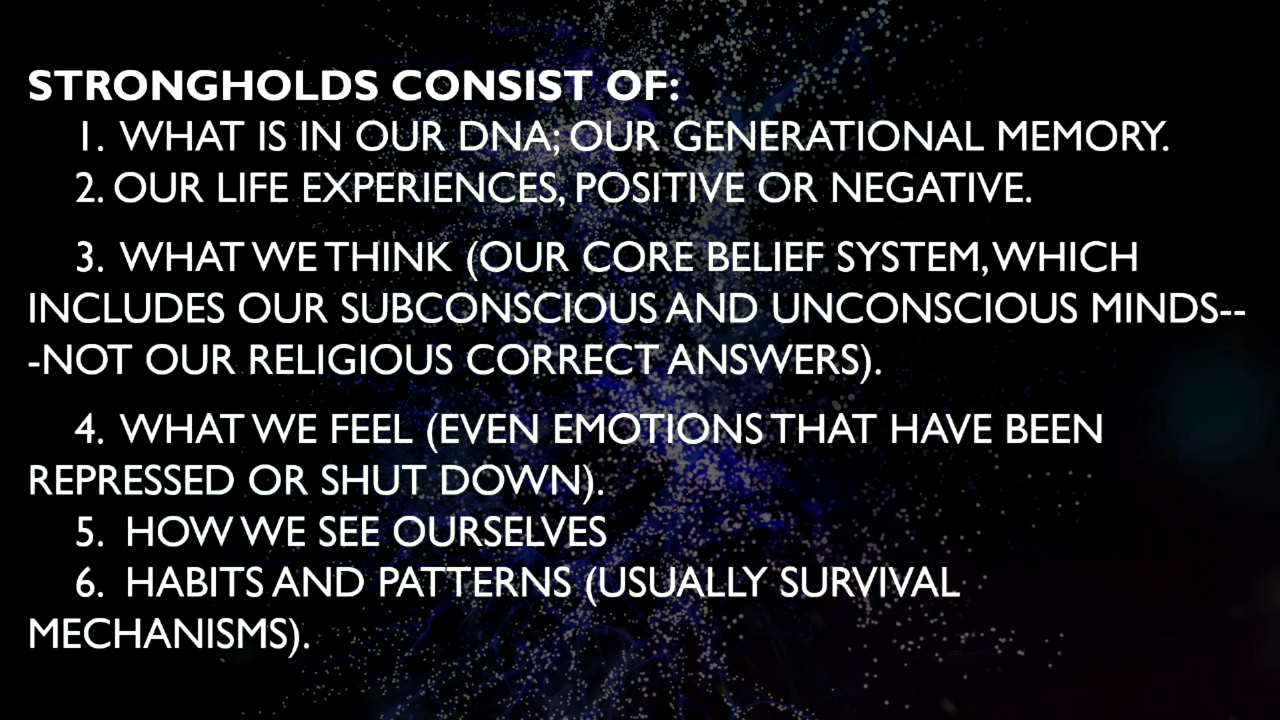 STRONGHOLDS CONSIST OF:
1. WHAT IS IN OUR DNA; OUR GENERATIONAL MEMORY.
2. OUR LIFE EXPERIENCES, POSITIVE OR NEGATIVE.
3. WHAT WE THINK (OUR CORE BELIEF SYSTEM, WHICH
INCLUDES OUR SUBCONSCIOUS AND UNCONSCIOUS MINDS--
-NOT OUR RELIGIOUS CORRECT ANSWERS).
4. WHAT WE FEEL (EVEN EMOTIONS THAT HAVE BEEN
REPRESSED OR SHUT DOWN).
5. HOW WE SEE OURSELVES
6. HABITS AND PATTERNS (USUALLY SURVIVAL
MECHANISMS).